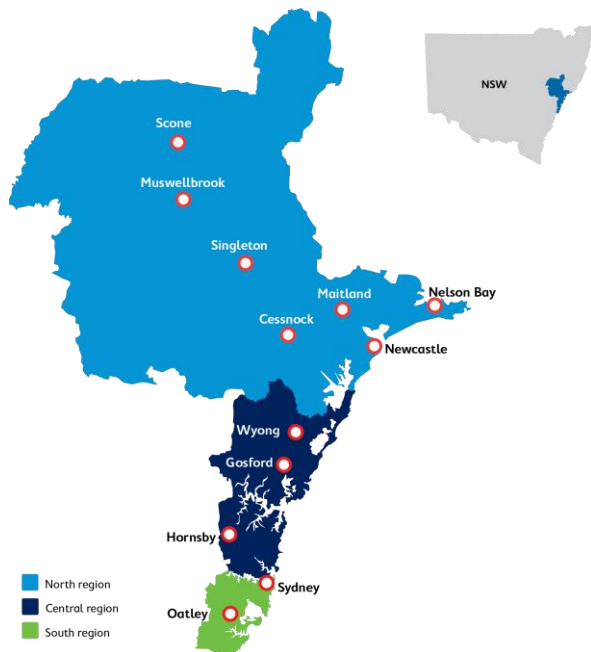 NSW
Scone
Muswellbrook
Singleton
Maitland
Nelson Bay
Cessnock
Newcastle
Wyong
Gosford
Hornsby
Sydney
Oatley
North region
Central region
South region